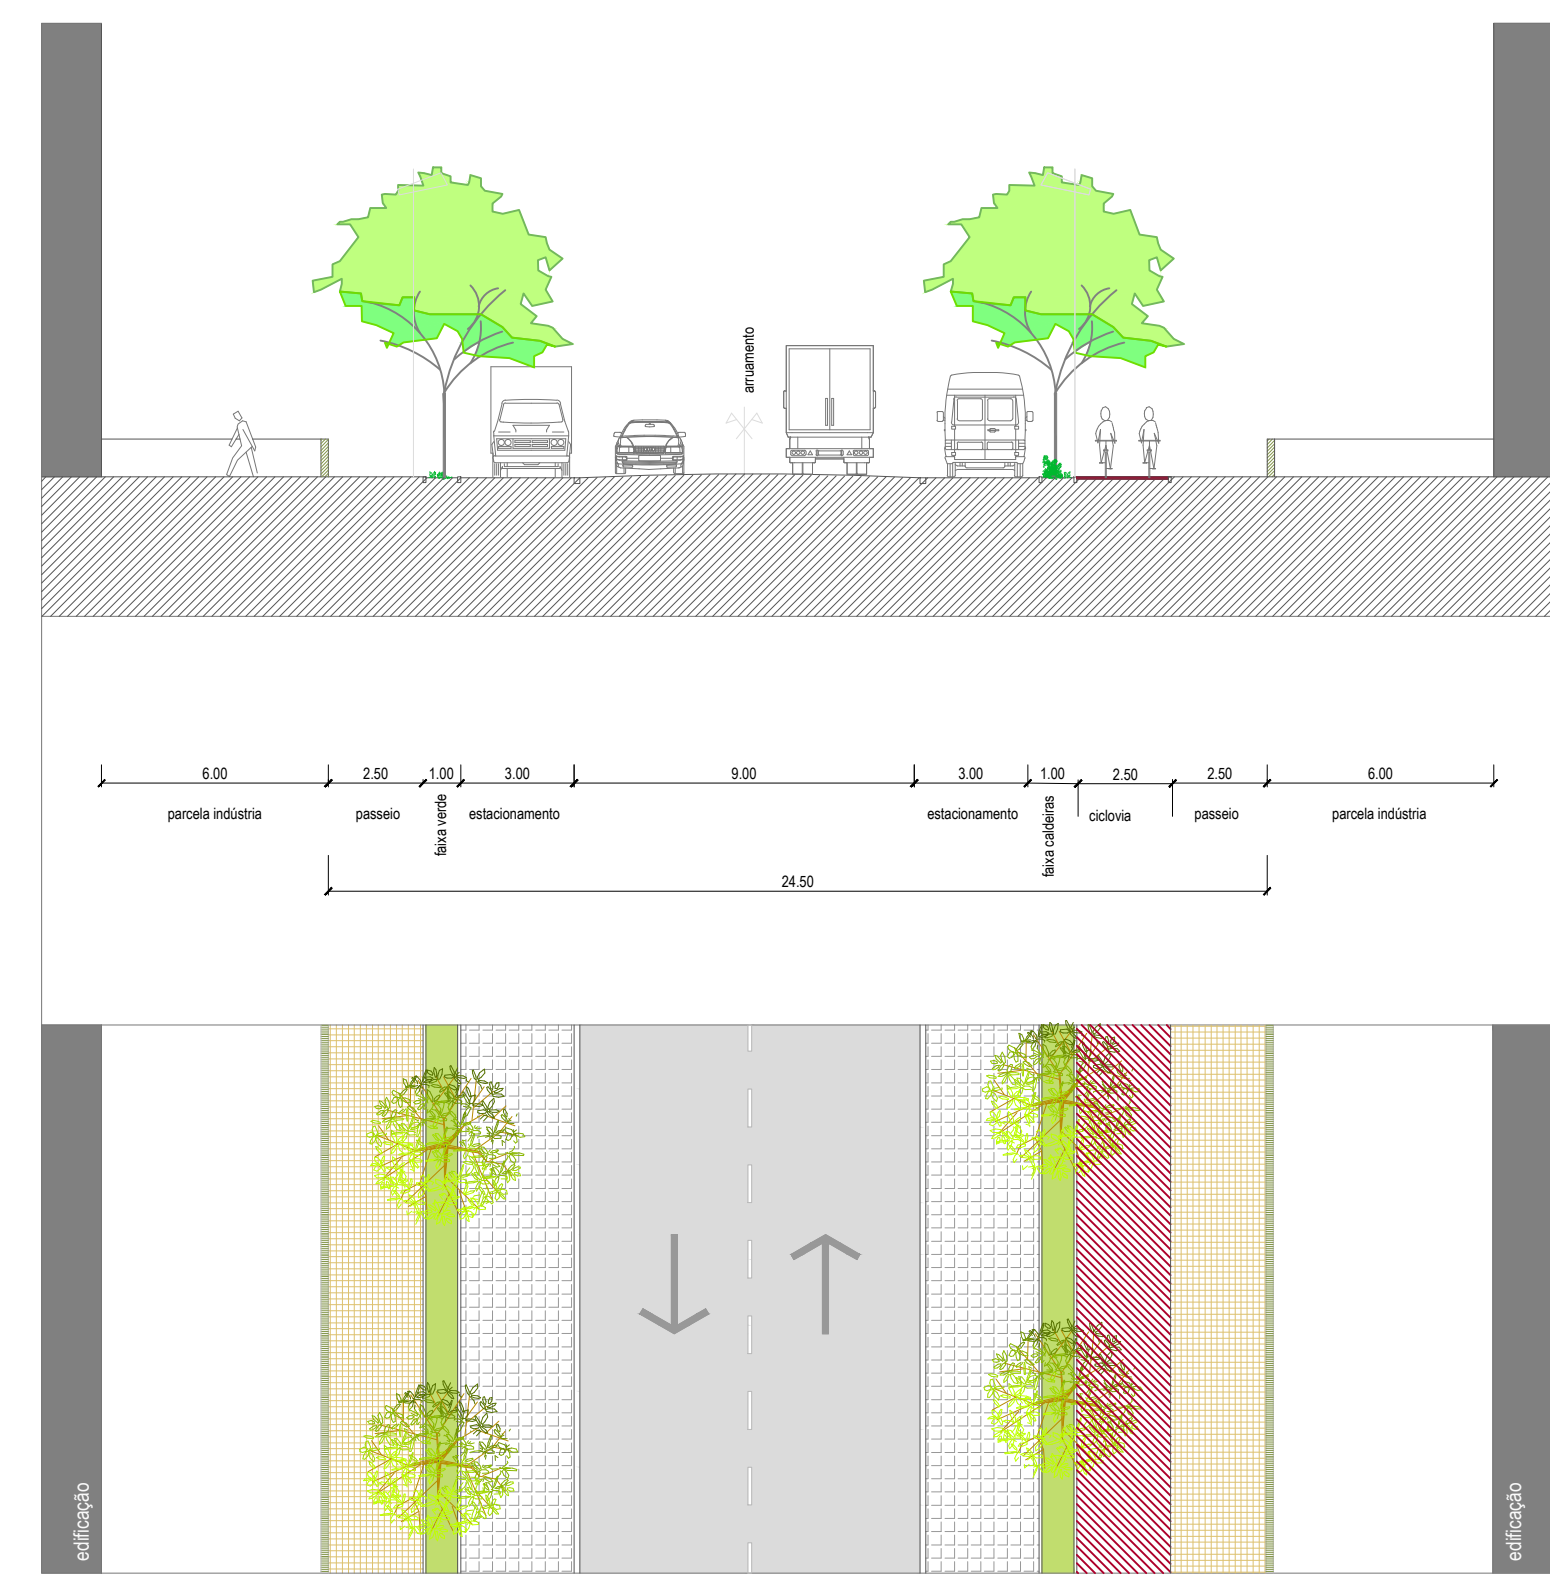 arruamento
6.00
2.50
1.00
3.00
9.00
3.00
1.00
2.50
2.50
6.00
parcela indústria
passeio
faixa verde
estacionamento
estacionamento
faixa caldeiras
ciclovia
passeio
parcela indústria
24.50
edificação
edificação